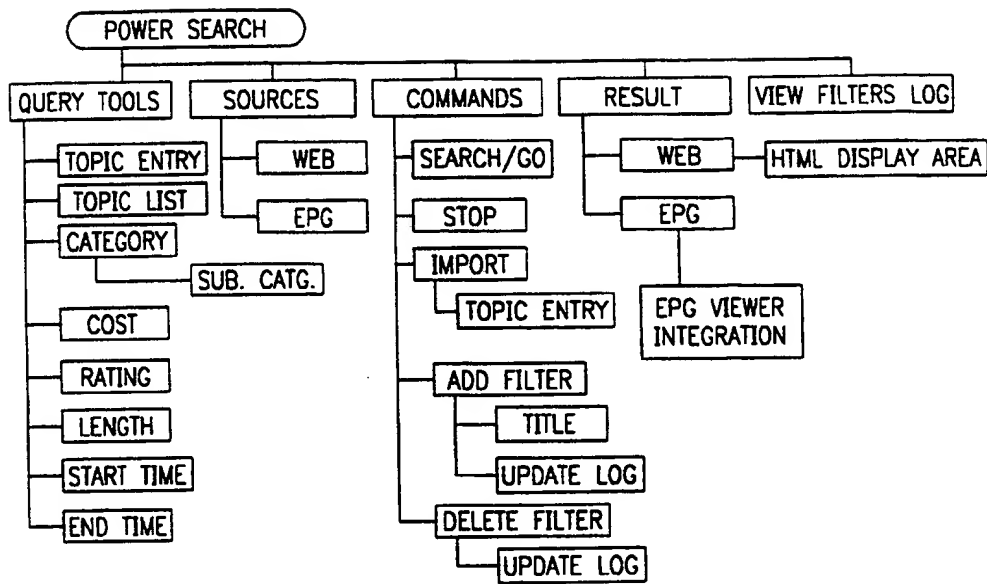 POWER SEARCH
QUERY TOOLS
SOURCES
COMMANDS
RESULT
VIEW FILTERS LOG
TOPIC ENTRY
TOPIC LIST
CATEGORY
SUB. CATG.
COST
RATING
LENGTH
START TIME
END TIME
WEB
EPG
SEARCH/GO
STOP
IMPORT
TOPIC ENTRY
ADD FILTER
TITLE
UPDATE LOG
DELETE FILTER
UPDATE LOG
WEB
HTML DISPLAY AREA
EPG
EPG VIEWER
INTEGRATION